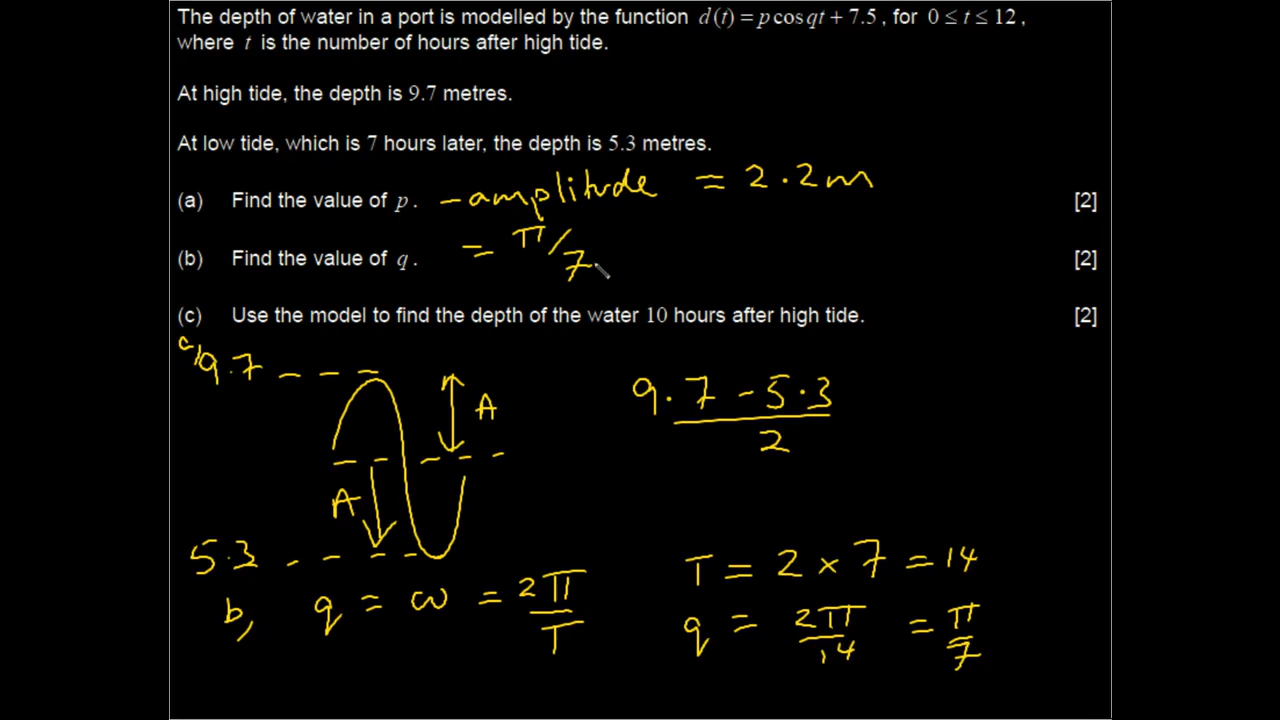 The depth of water in a port is modelled by the function d(t) = p cos qt + 7.5, for 0 ≤ t ≤ 12,
where t is the number of hours after high tide.
At high tide, the depth is 9.7 metres.
At low tide, which is 7 hours later, the depth is 5.3 metres.
(a) Find the value of p. – amplitude = 2.2m [2]
(b) Find the value of q. = π/7 [2]
(c) Use the model to find the depth of the water 10 hours after high tide. [2]
a, 9.7
A
9.7 – 5.3
2
A
5.3
T = 2 × 7 = 14
b, q = ω = 2π/T
q = 2π/14 = π/7